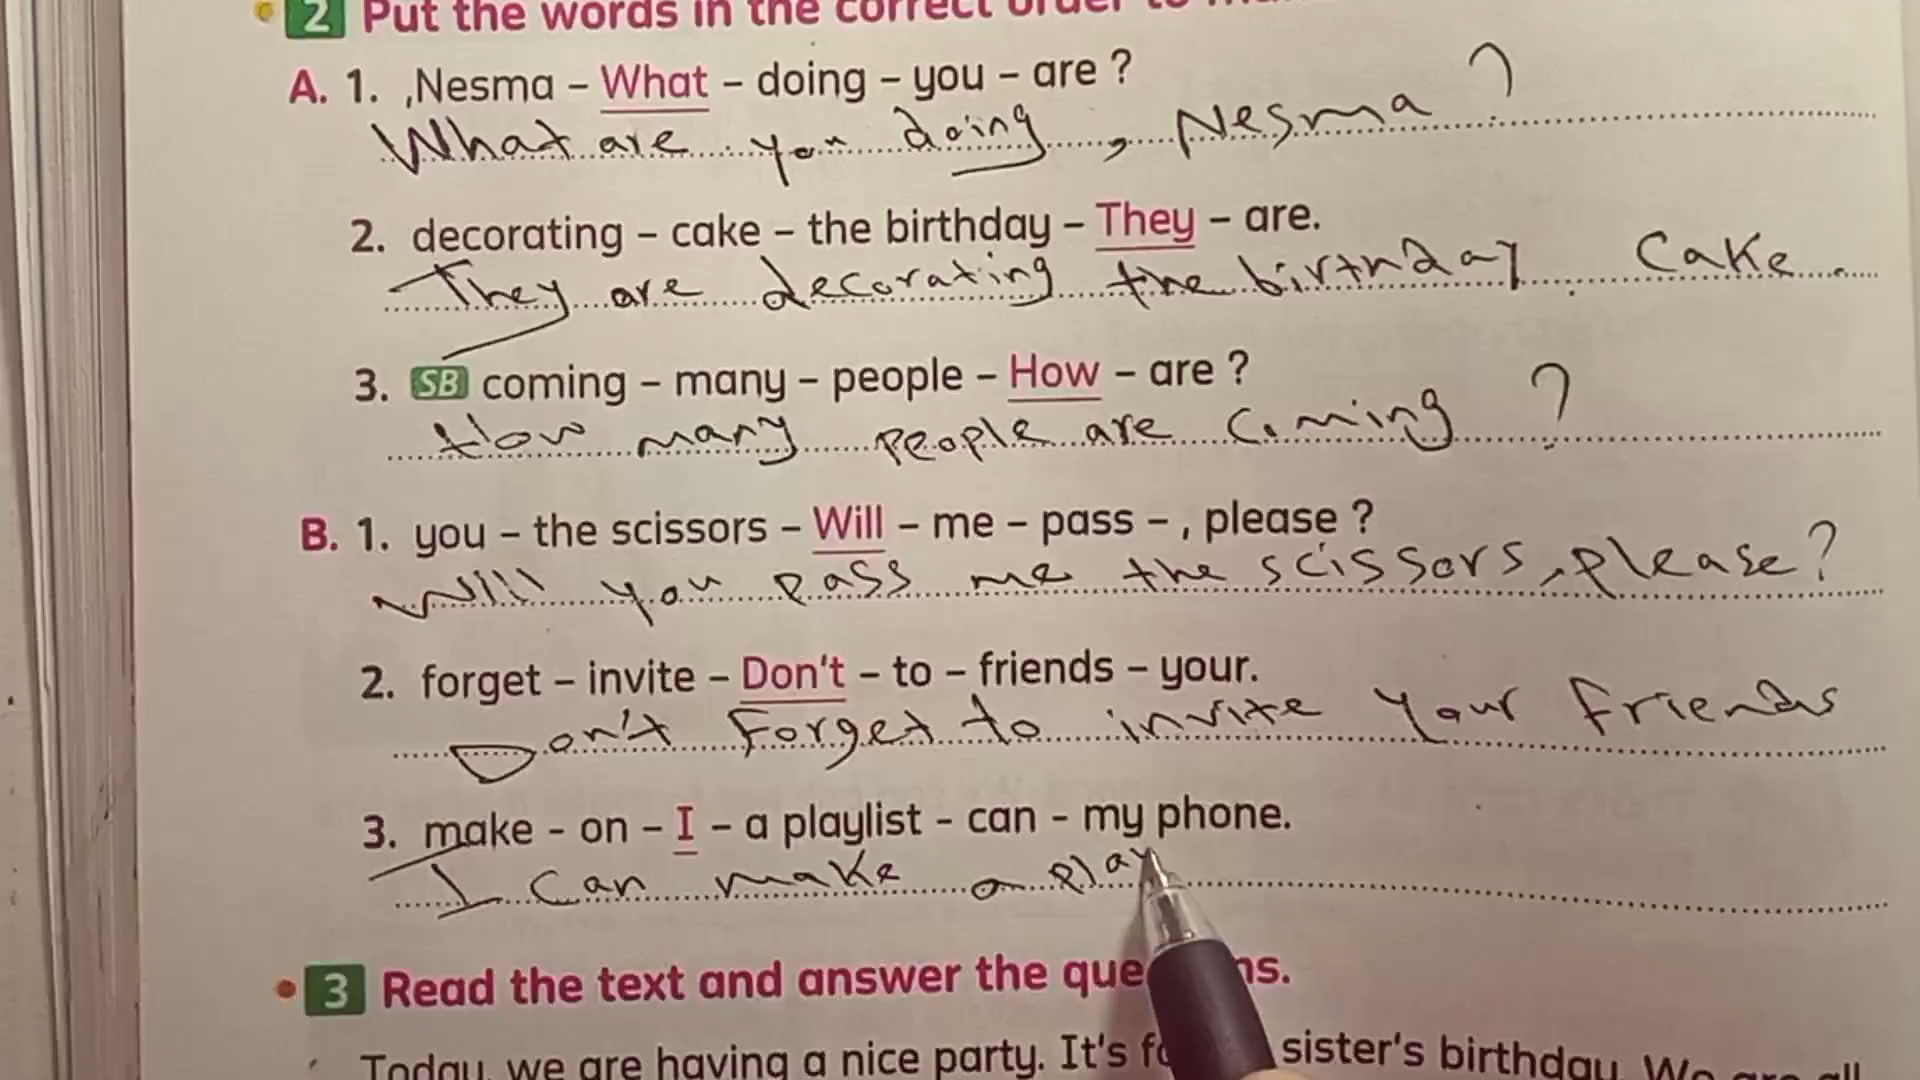 2 Put the words in the correct order to
A. 1. ,Nesma – What – doing – you – are ?
What are you doing , Nesma ?
2. decorating – cake – the birthday – They – are.
They are decorating the birthday cake .
3. SB coming – many – people – How – are ?
How many people are coming ?
B. 1. you – the scissors – Will – me – pass – , please ?
Will you pass me the scissors, please?
2. forget – invite – Don't – to – friends – your.
Don't forget to invite your friends
3. make - on – I – a playlist - can - my phone.
I can make a play
3 Read the text and answer the
Today, we are having a nice party. It's sister's birthday. We are all